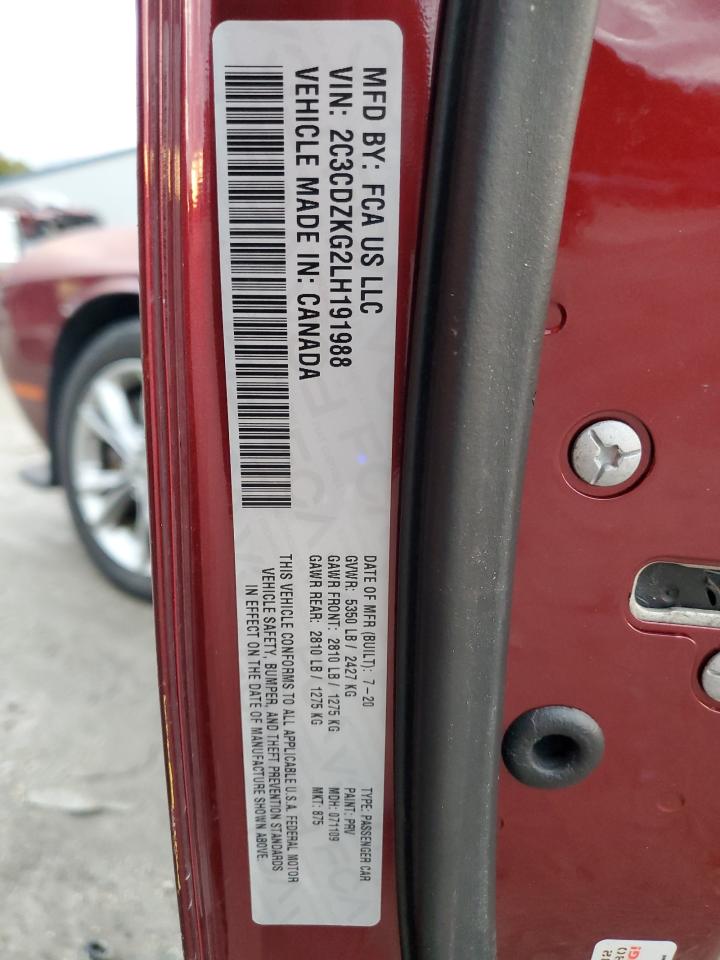 MFD BY: FCA US LLC
VIN: 2C3CDZKG2LH191988
VEHICLE MADE IN: CANADA
DATE OF MFR (BUILT): 7-20
GVWR: 5350 LB / 2427 KG
GAWR FRONT: 2810 LB / 1275 KG
GAWR REAR: 2810 LB / 1275 KG
TYPE: PASSENGER CAR
PAINT: PRV
MDH: 071109
MKT: 875
THIS VEHICLE CONFORMS TO ALL APPLICABLE U.S.A. FEDERAL MOTOR
VEHICLE SAFETY, BUMPER, AND THEFT PREVENTION STANDARDS
IN EFFECT ON THE DATE OF MANUFACTURE SHOWN ABOVE.